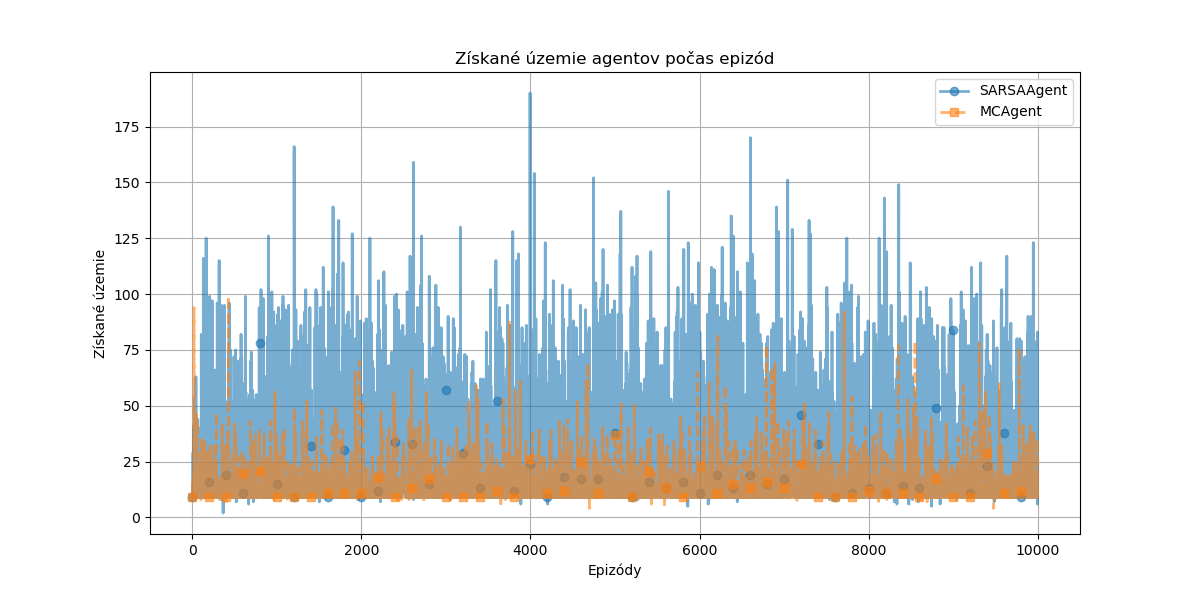 Získané územie agentov počas epizód
SARSAAgent
MCAgent
175
150
125
100
75
50
25
0
Získané územie
0 2000 4000 6000 8000 10000
Epizódy